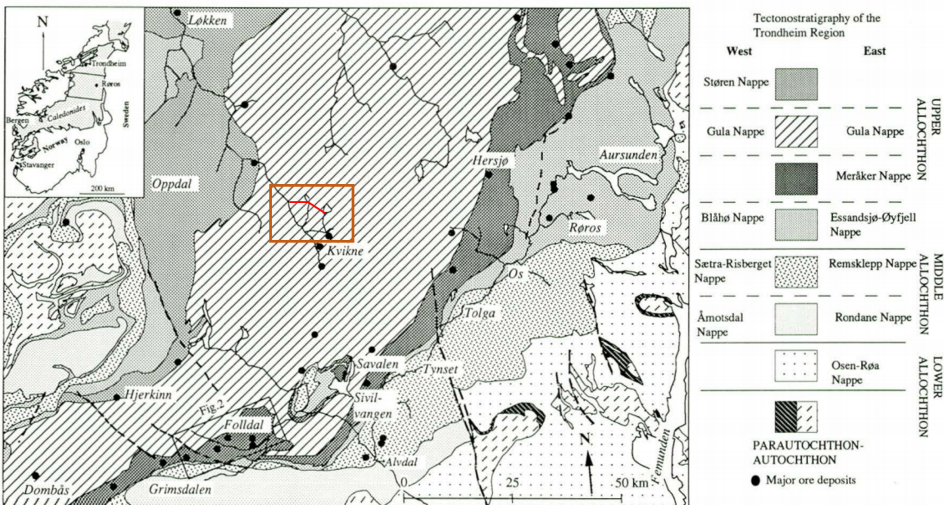 N
Trondheim
Røros
Caledonides
Sweden
Bergen
Norway
Oslo
Stavanger
200 km
Løkken
Oppdal
Hersjø
Aursunden
Røros
Kvikne
Os
Tolga
Savalen
Tynset
Sivil-
vangen
Hjerkinn
Fig.2
Folldal
Alvdal
Dombås
Grimsdalen
N
Femunden
0 25 50 km
Tectonostratigraphy of the
Trondheim Region
West East
Støren Nappe
Gula Nappe Gula Nappe
Meråker Nappe
Blåhø Nappe Essandsjø-Øyfjell
Nappe
Sætra-Risberget Remsklepp Nappe
Nappe
Åmotsdal Rondane Nappe
Nappe
Osen-Røa
Nappe
PARAUTOCHTHON-
AUTOCHTHON
Major ore deposits
UPPER
ALLOCHTHON
MIDDLE
ALLOCHTHON
LOWER
ALLOCHTHON